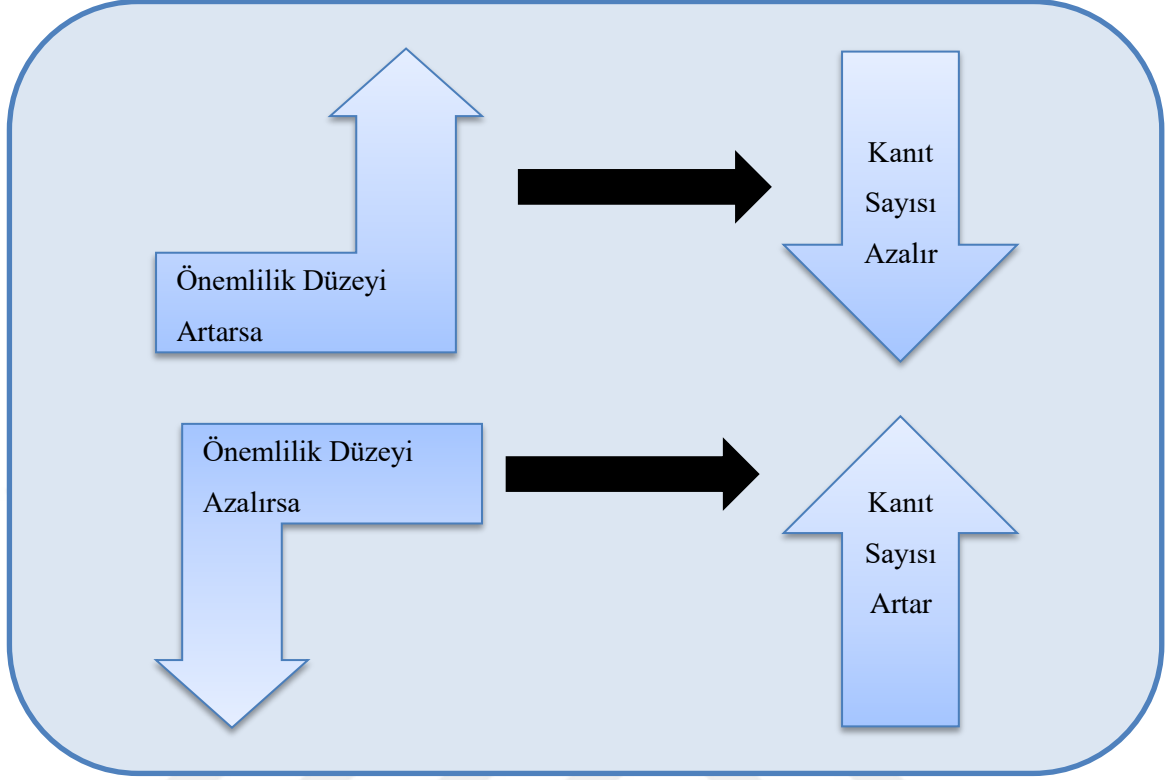 Önemlilik Düzeyi
Artarsa
Kanıt
Sayısı
Azalır
Önemlilik Düzeyi
Azalırsa
Kanıt
Sayısı
Artar